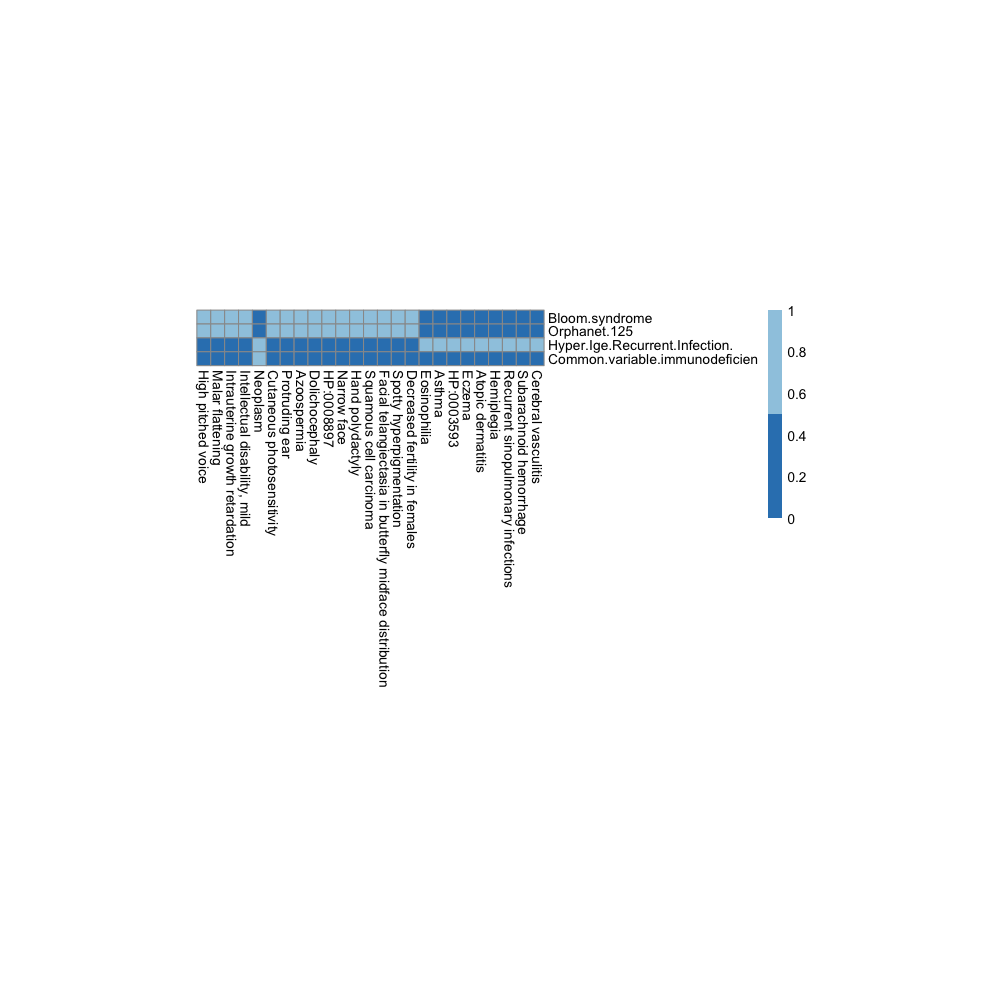 Bloom.syndrome
Orphanet.125
Hyper.Ige.Recurrent.Infection.
Common.variable.immunodeficien
High pitched voice
Malar flattening
Intrauterine growth retardation
Intellectual disability, mild
Neoplasm
Cutaneous photosensitivity
Protruding ear
Azoospermia
Dolichocephaly
HP:0008897
Narrow face
Hand polydactyly
Squamous cell carcinoma
Facial telangiectasia in butterfly midface distribution
Spotty hyperpigmentation
Decreased fertility in females
Eosinophilia
Asthma
HP:0003593
Eczema
Atopic dermatitis
Hemiplegia
Recurrent sinopulmonary infections
Subarachnoid hemorrhage
Cerebral vasculitis
1
0.8
0.6
0.4
0.2
0